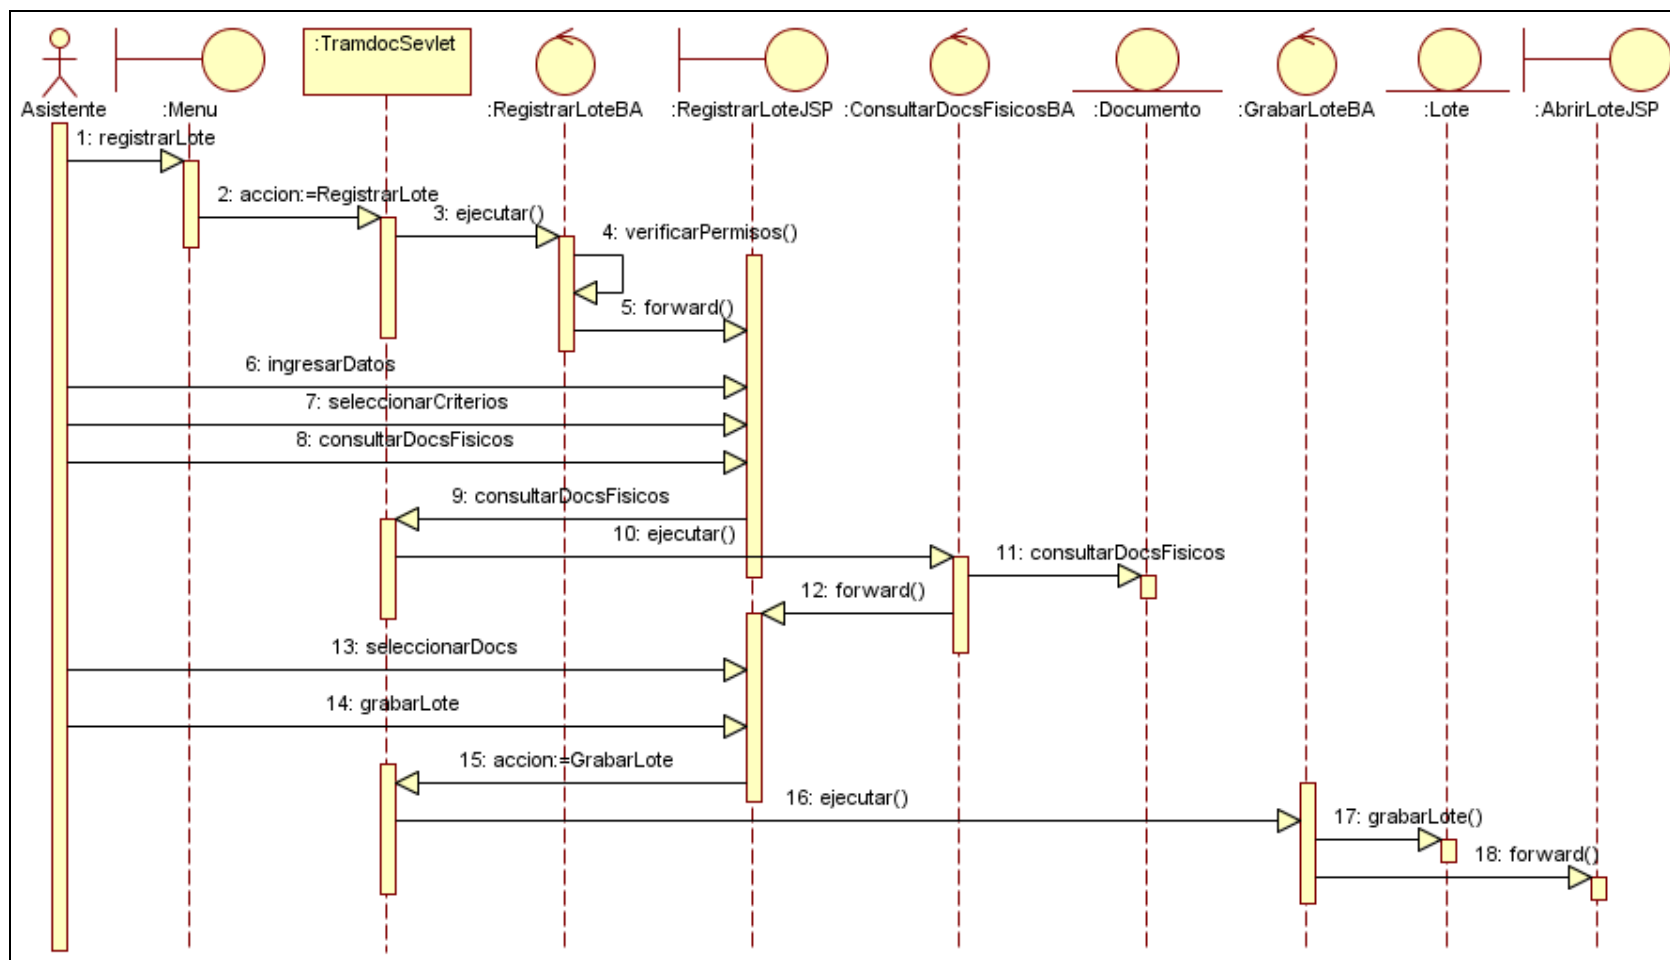 :TramdocSevlet
Asistente
:Menu
:RegistrarLoteBA
:RegistrarLoteJSP
:ConsultarDocsFisicosBA
:Documento
:GrabarLoteBA
:Lote
:AbrirLoteJSP
1: registrarLote
2: accion:=RegistrarLote
3: ejecutar()
4: verificarPermisos()
5: forward()
6: ingresarDatos
7: seleccionarCriterios
8: consultarDocsFisicos
9: consultarDocsFisicos
10: ejecutar()
11: consultarDocsFisicos
12: forward()
13: seleccionarDocs
14: grabarLote
15: accion:=GrabarLote
16: ejecutar()
17: grabarLote()
18: forward()